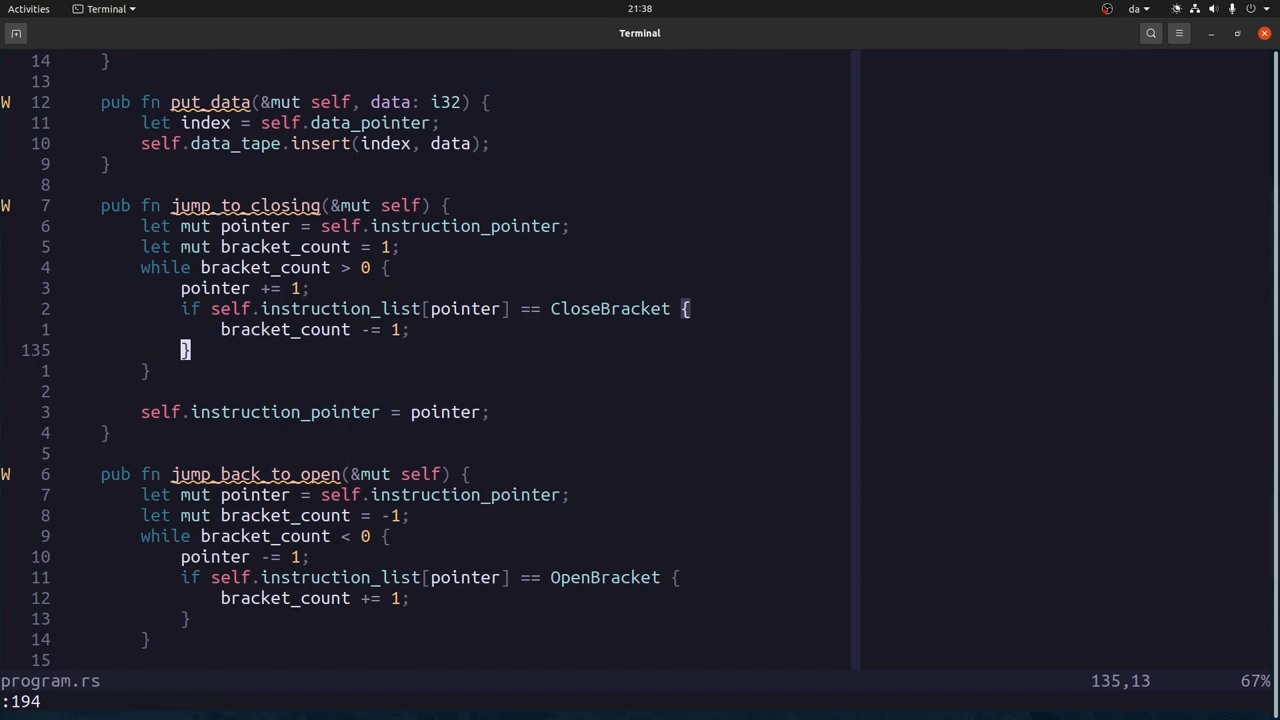 Activities Terminal 21:38 da
Terminal
14 }
13
W 12 pub fn put_data(&mut self, data: i32) {
11 let index = self.data_pointer;
10 self.data_tape.insert(index, data);
9 }
8
W 7 pub fn jump_to_closing(&mut self) {
6 let mut pointer = self.instruction_pointer;
5 let mut bracket_count = 1;
4 while bracket_count > 0 {
3 pointer += 1;
2 if self.instruction_list[pointer] == CloseBracket {
1 bracket_count -= 1;
135 }
1 }
2
3 self.instruction_pointer = pointer;
4 }
5
W 6 pub fn jump_back_to_open(&mut self) {
7 let mut pointer = self.instruction_pointer;
8 let mut bracket_count = -1;
9 while bracket_count < 0 {
10 pointer -= 1;
11 if self.instruction_list[pointer] == OpenBracket {
12 bracket_count += 1;
13 }
14 }
15
program.rs 135,13 67%
:194